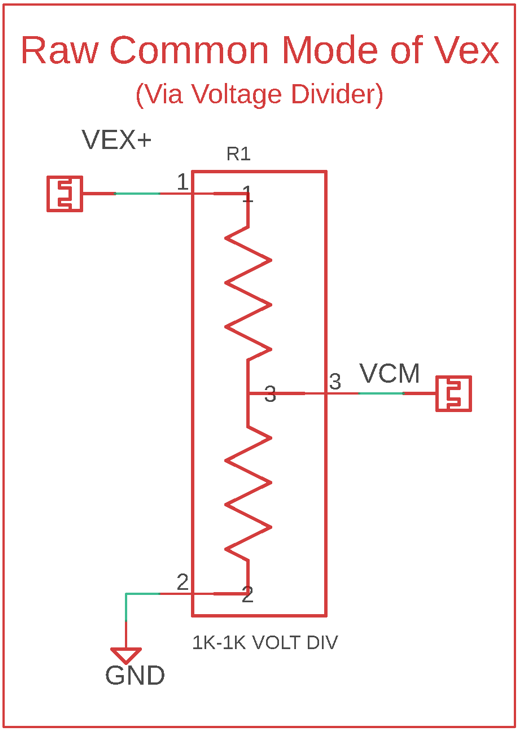 Raw Common Mode of Vex
(Via Voltage Divider)
VEX+
R1
1
1
3
3
VCM
2
2
1K-1K VOLT DIV
GND